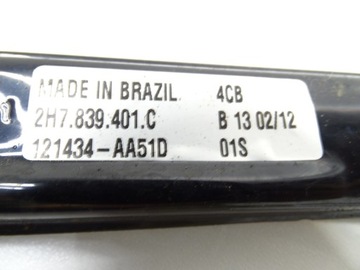 MADE IN BRAZIL 4CB
2H7.839.401.C B 13 02/12
121434-AA51D 01S